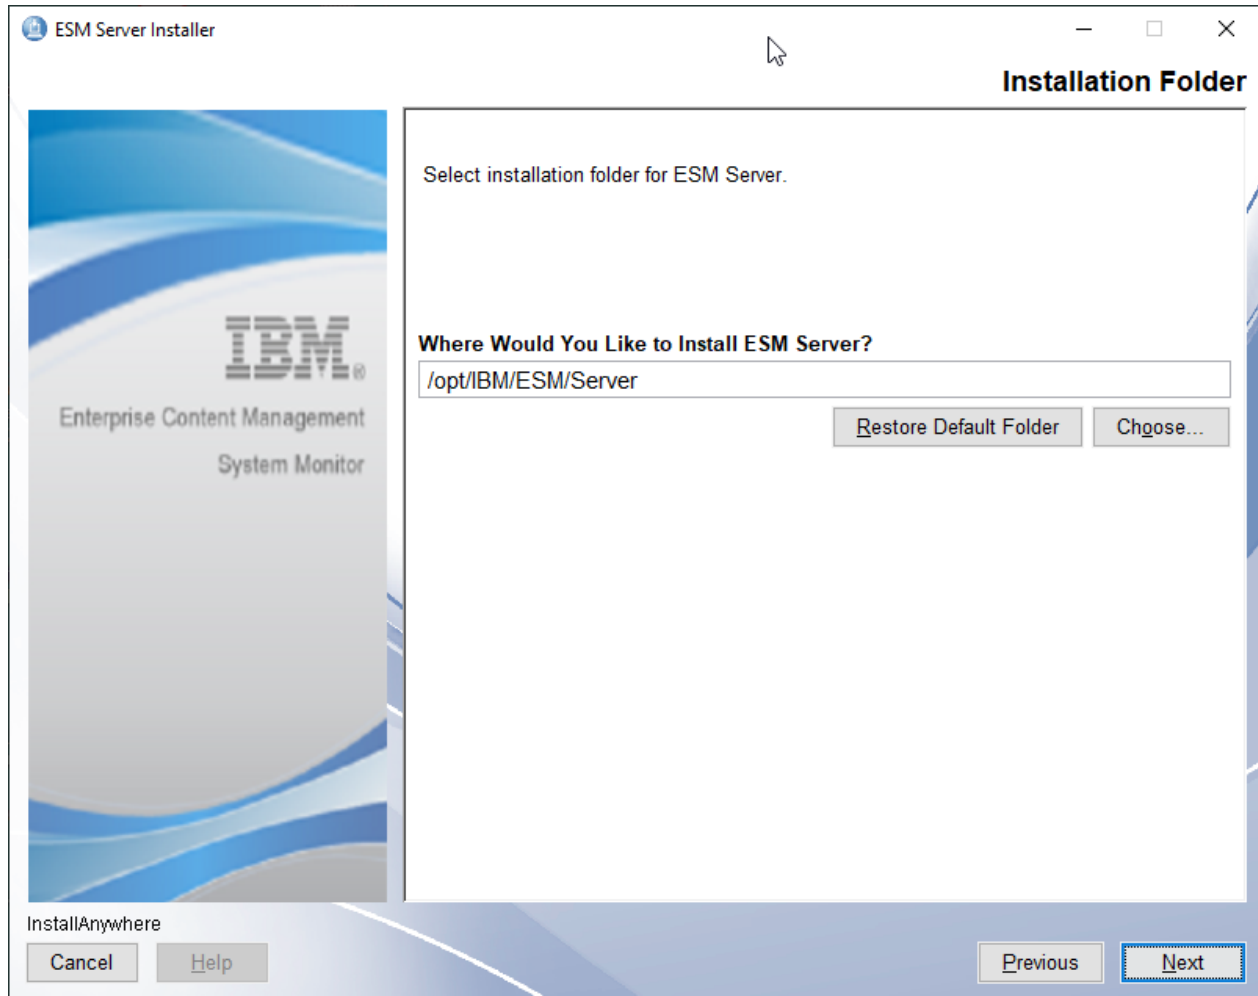 ESM Server Installer
Installation Folder
Select installation folder for ESM Server.
IBM®
Enterprise Content Management
System Monitor
Where Would You Like to Install ESM Server?
/opt/IBM/ESM/Server
Restore Default Folder
Choose...
InstallAnywhere
Cancel
Help
Previous
Next